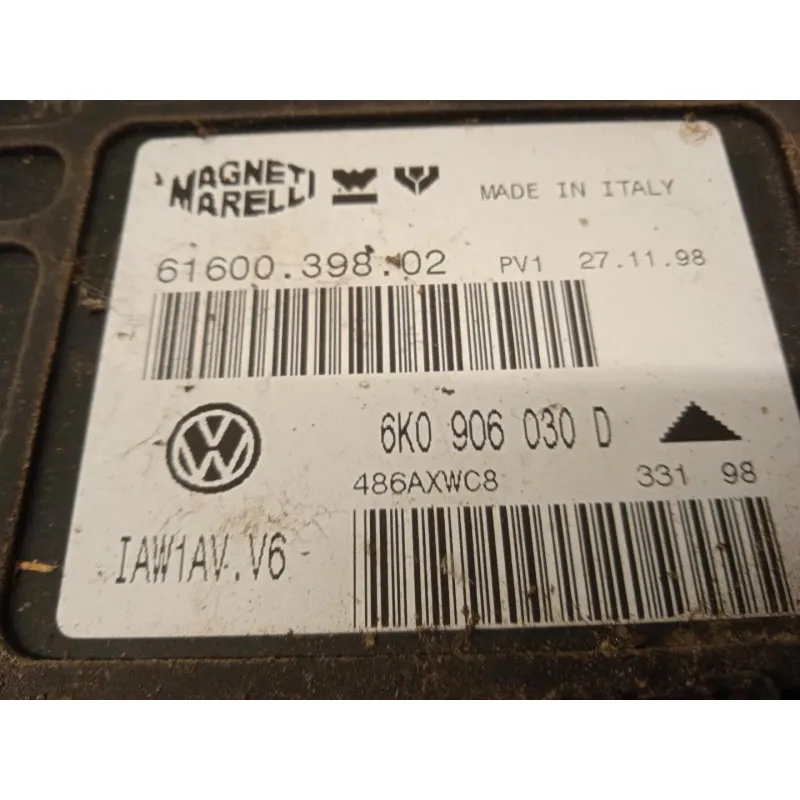 MAGNETI
MARELLI
MADE IN ITALY
61600.398.02 PV1 27.11.98
6K0 906 030 D
486AXWC8 331 98
IAW1AV.V6